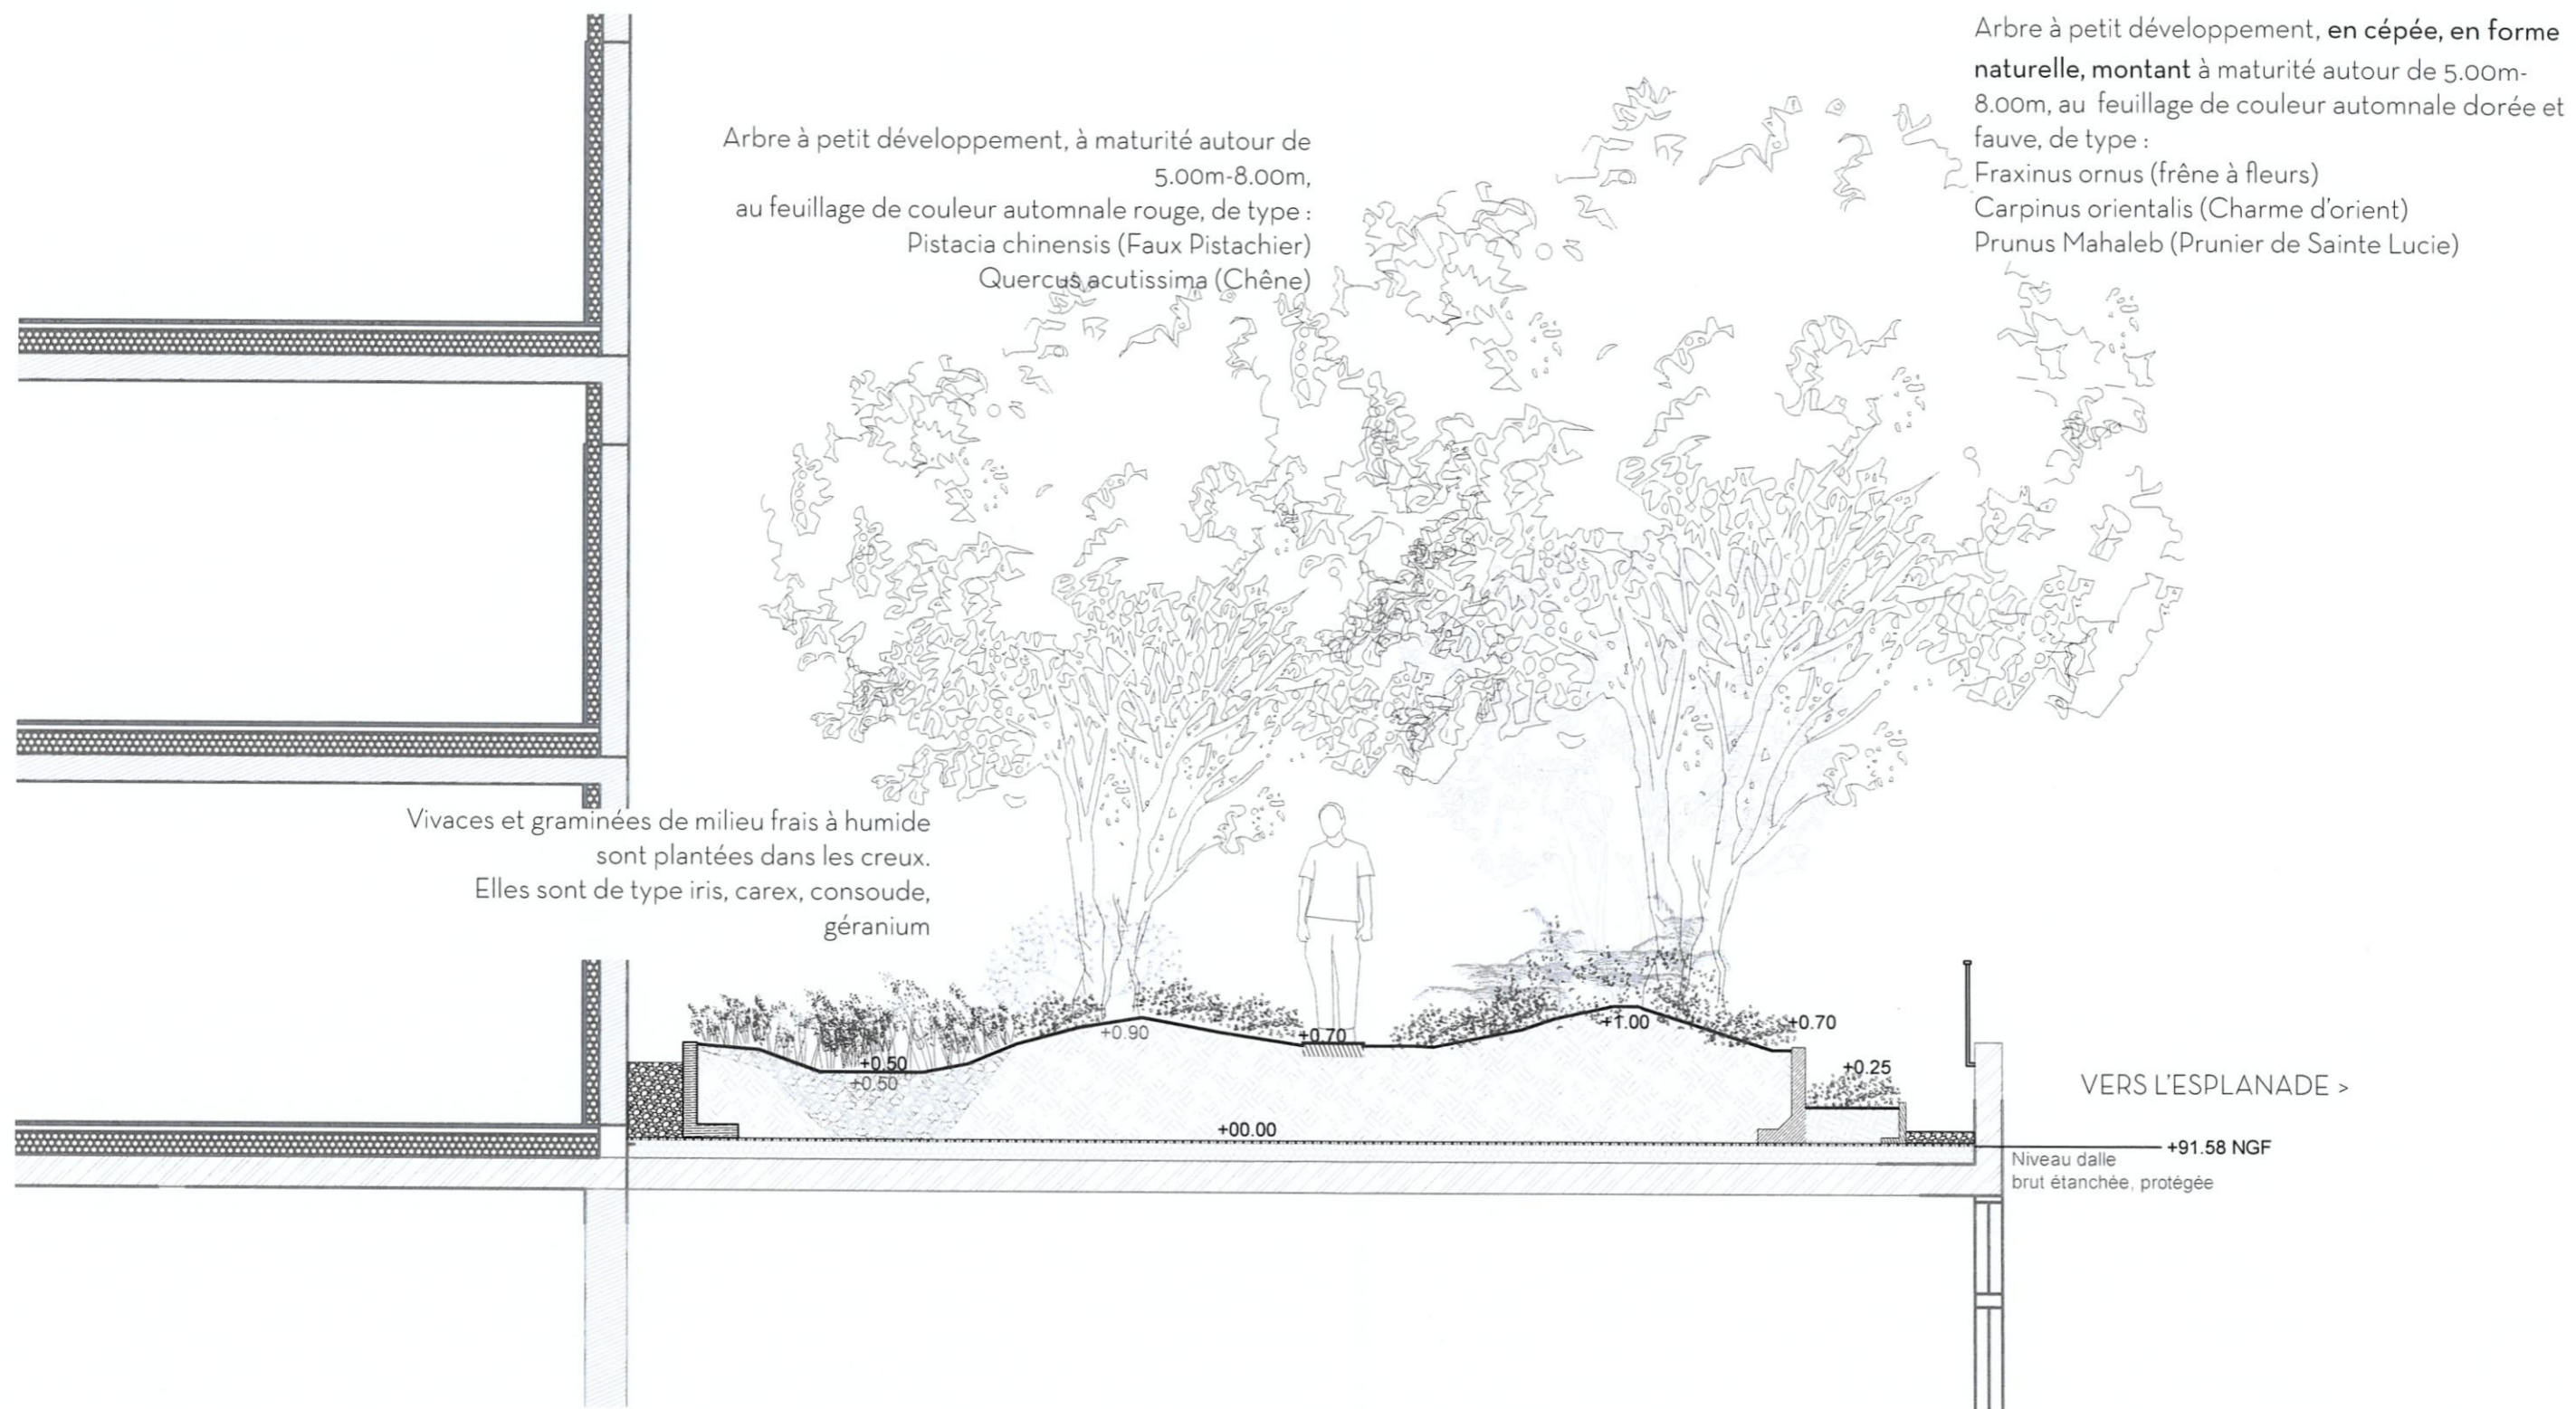 Arbre à petit développement, en cépée, en forme
naturelle, montant à maturité autour de 5.00m-
8.00m, au feuillage de couleur automnale dorée et
fauve, de type :
Fraxinus ornus (frêne à fleurs)
Carpinus orientalis (Charme d'orient)
Prunus Mahaleb (Prunier de Sainte Lucie)
Arbre à petit développement, à maturité autour de
5.00m-8.00m,
au feuillage de couleur automnale rouge, de type :
Pistacia chinensis (Faux Pistachier)
Quercus acutissima (Chêne)
Vivaces et graminées de milieu frais à humide
sont plantées dans les creux.
Elles sont de type iris, carex, consoude,
géranium
+0.90
+0.70
+1.00
+0.70
+0.50
+0.50
+0.25
VERS L'ESPLANADE >
+00.00
+91.58 NGF
Niveau dalle
brut étanchée, protégée